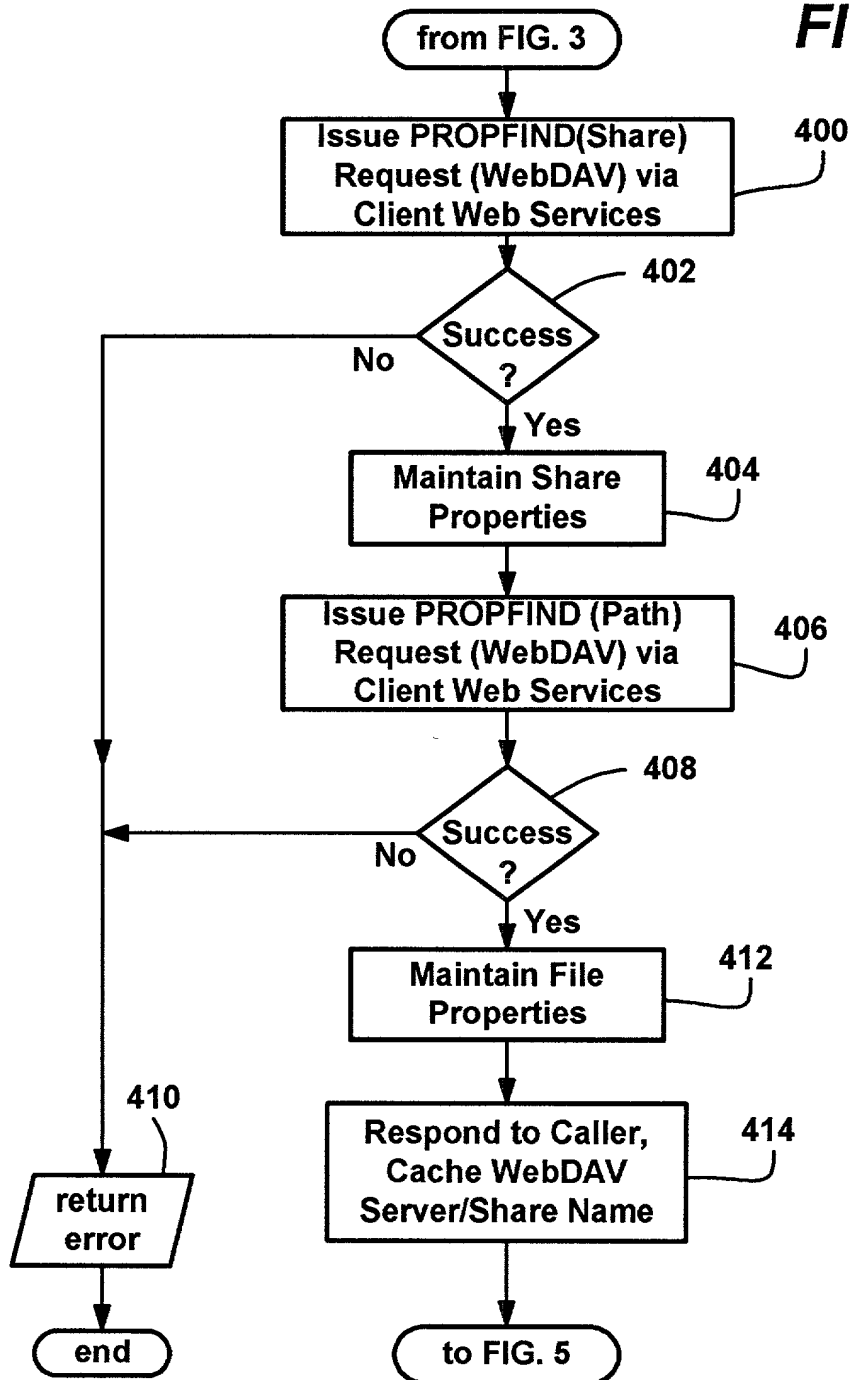 from FIG. 3
FI
Issue PROPFIND(Share)
Request (WebDAV) via
Client Web Services
400
402
Success
?
No
Yes
Maintain Share
Properties
404
Issue PROPFIND (Path)
Request (WebDAV) via
Client Web Services
406
408
Success
?
No
Yes
Maintain File
Properties
412
410
return
error
Respond to Caller,
Cache WebDAV
Server/Share Name
414
end
to FIG. 5